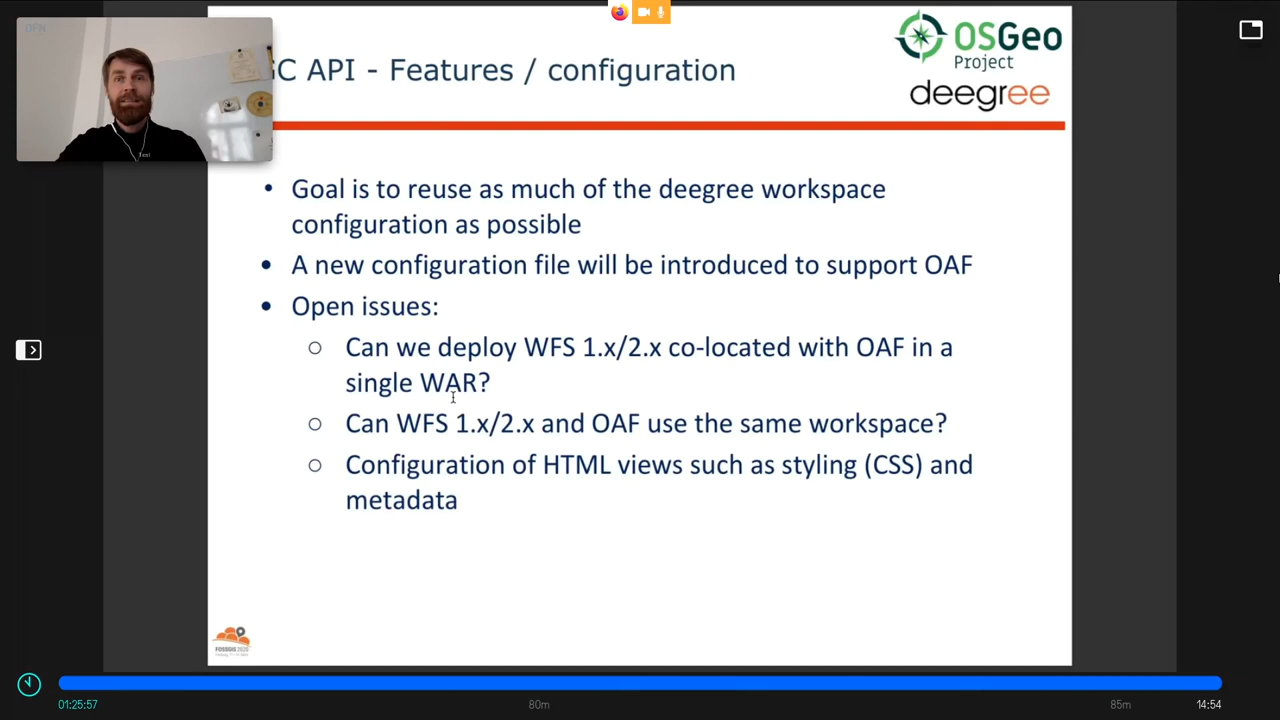 OSGeo
Project
deegree
C API - Features / configuration
• Goal is to reuse as much of the deegree workspace
configuration as possible
• A new configuration file will be introduced to support OAF
• Open issues:
○ Can we deploy WFS 1.x/2.x co-located with OAF in a
single WAR?
○ Can WFS 1.x/2.x and OAF use the same workspace?
○ Configuration of HTML views such as styling (CSS) and
metadata
FOSSGIS 2020
01:25:57
80m
85m
14:54